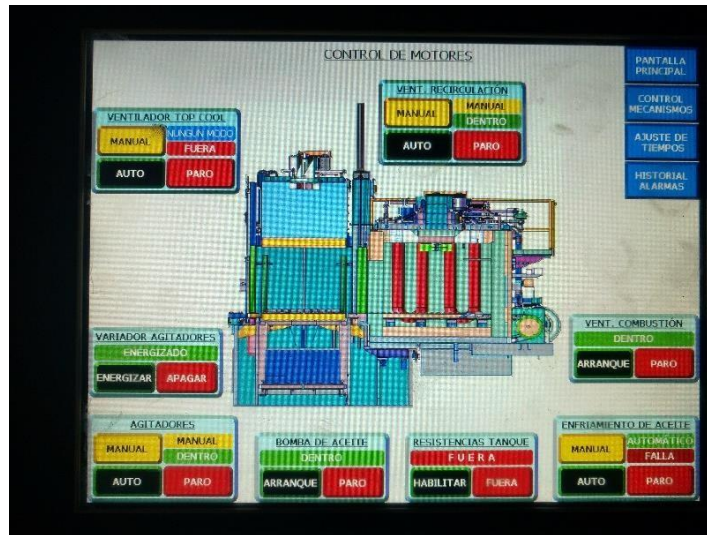 CONTROL DE MOTORES
PANTALLA
PRINCIPAL
CONTROL
MECANISMOS
AJUSTE DE
TIEMPOS
HISTORIAL
ALARMAS
VENT. RECIRCULACION
MANUAL
MANUAL
DENTRO
AUTO
PARO
VENTILADOR TOP COOL
MANUAL
NINGUN MODO
FUERA
AUTO
PARO
VARIADOR AGITADORES
ENERGIZADO
ENERGIZAR
APAGAR
VENT. COMBUSTIÓN
DENTRO
ARRANQUE
PARO
AGITADORES
MANUAL
MANUAL
DENTRO
AUTO
PARO
BOMBA DE ACEITE
DENTRO
ARRANQUE
PARO
RESISTENCIAS TANQUE
FUERA
HABILITAR
FUERA
ENFRIAMIENTO DE ACEITE
MANUAL
AUTOMÁTICO
FALLA
AUTO
PARO